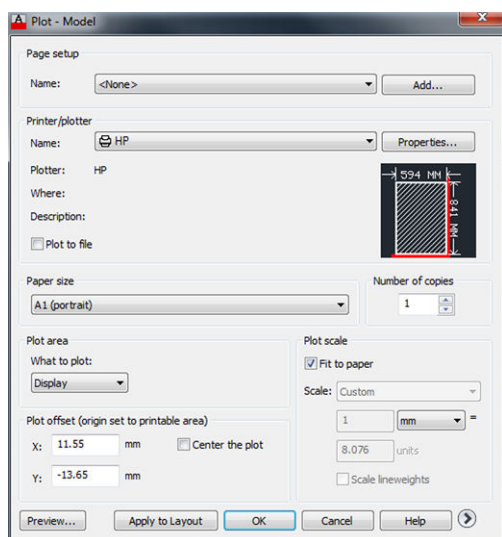 Plot - Model
Page setup
Name: <None> Add...
Printer/plotter
Name: HP Properties...
Plotter: HP
Where:
Description:
Plot to file
594 MM
841 MM
Paper size
A1 (portrait)
Number of copies
1
Plot area
What to plot:
Display
Plot offset (origin set to printable area)
X: 11.55 mm Center the plot
Y: -13.65 mm
Plot scale
Fit to paper
Scale: Custom
1 mm =
8.076 units
Scale lineweights
Preview... Apply to Layout OK Cancel Help